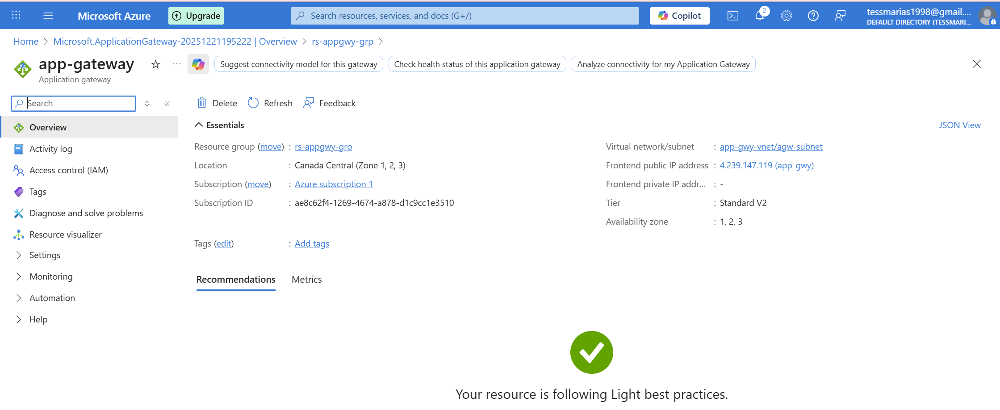 Microsoft Azure
Upgrade
Search resources, services, and docs (G+/)
Copilot
2
tessmarias1998@gmail....
DEFAULT DIRECTORY (TESSMARI...
Home > Microsoft.ApplicationGateway-20251221195222 | Overview > rs-appgwy-grp >
app-gateway
Application gateway
Suggest connectivity model for this gateway
Check health status of this application gateway
Analyze connectivity for my Application Gateway
Search
Overview
Activity log
Access control (IAM)
Tags
Diagnose and solve problems
Resource visualizer
Settings
Monitoring
Automation
Help
Delete
Refresh
Feedback
Essentials
JSON View
Resource group (move) : rs-appgwy-grp
Location : Canada Central (Zone 1, 2, 3)
Subscription (move) : Azure subscription 1
Subscription ID : ae8c62f4-1269-4674-a878-d1c9cc1e3510
Virtual network/subnet : app-gwy-vnet/agw-subnet
Frontend public IP address : 4.239.147.119 (app-gwy)
Frontend private IP addr... : -
Tier : Standard V2
Availability zone : 1, 2, 3
Tags (edit) : Add tags
Recommendations
Metrics
Your resource is following Light best practices.